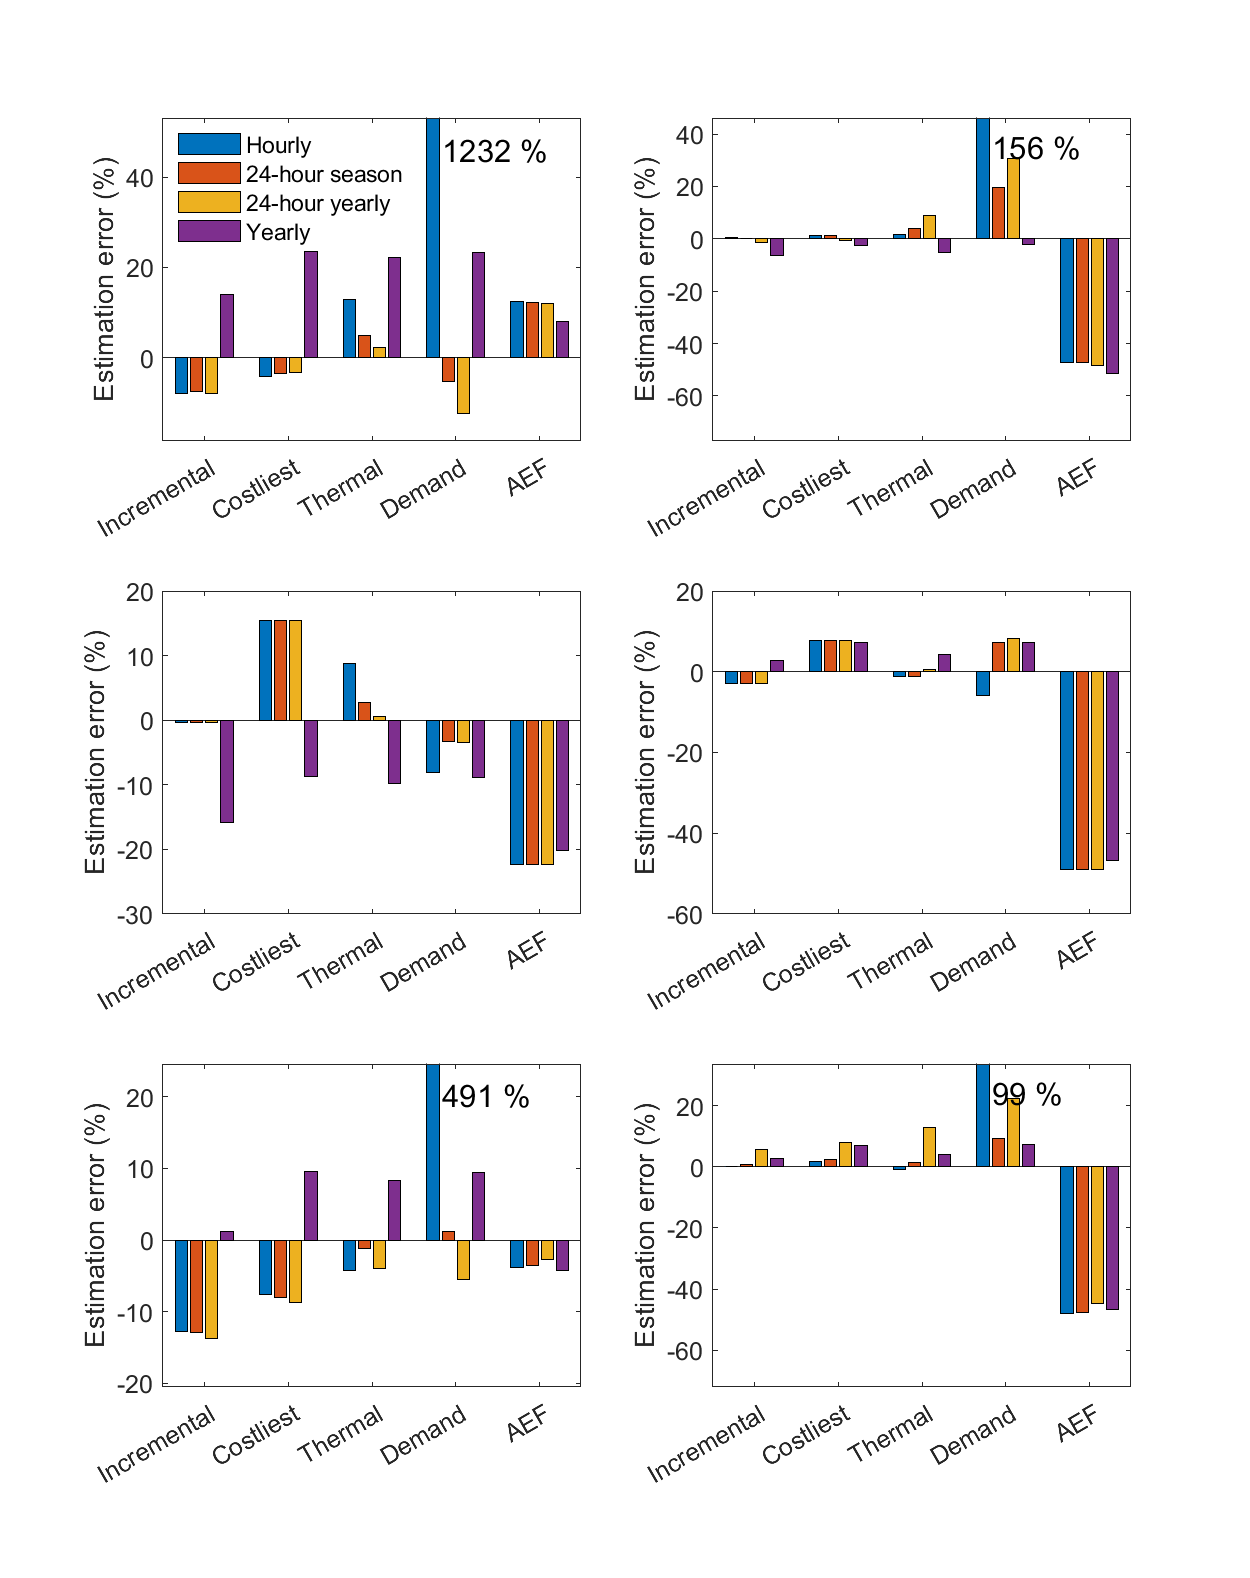 Estimation error (%)
40
20
0
Hourly
24-hour season
24-hour yearly
Yearly
1232 %
Incremental
Costliest
Thermal
Demand
AEF
Estimation error (%)
40
20
0
-20
-40
-60
156 %
Incremental
Costliest
Thermal
Demand
AEF
Estimation error (%)
20
10
0
-10
-20
-30
Incremental
Costliest
Thermal
Demand
AEF
Estimation error (%)
20
0
-20
-40
-60
Incremental
Costliest
Thermal
Demand
AEF
Estimation error (%)
20
10
0
-10
-20
491 %
Incremental
Costliest
Thermal
Demand
AEF
Estimation error (%)
20
0
-20
-40
-60
99 %
Incremental
Costliest
Thermal
Demand
AEF